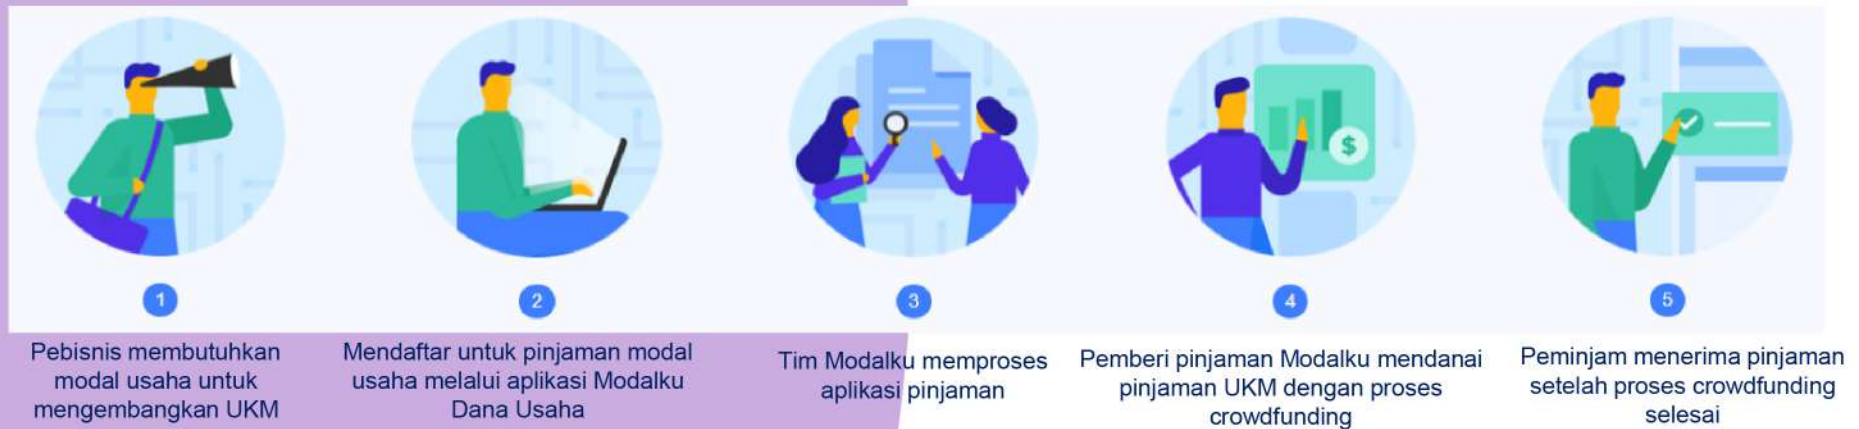 $
1
2
3
4
5
Pebisnis membutuhkan
modal usaha untuk
mengembangkan UKM
Mendaftar untuk pinjaman modal
usaha melalui aplikasi Modalku
Dana Usaha
Tim Modalku memproses
aplikasi pinjaman
Pemberi pinjaman Modalku mendanai
pinjaman UKM dengan proses
crowdfunding
Peminjam menerima pinjaman
setelah proses crowdfunding
selesai